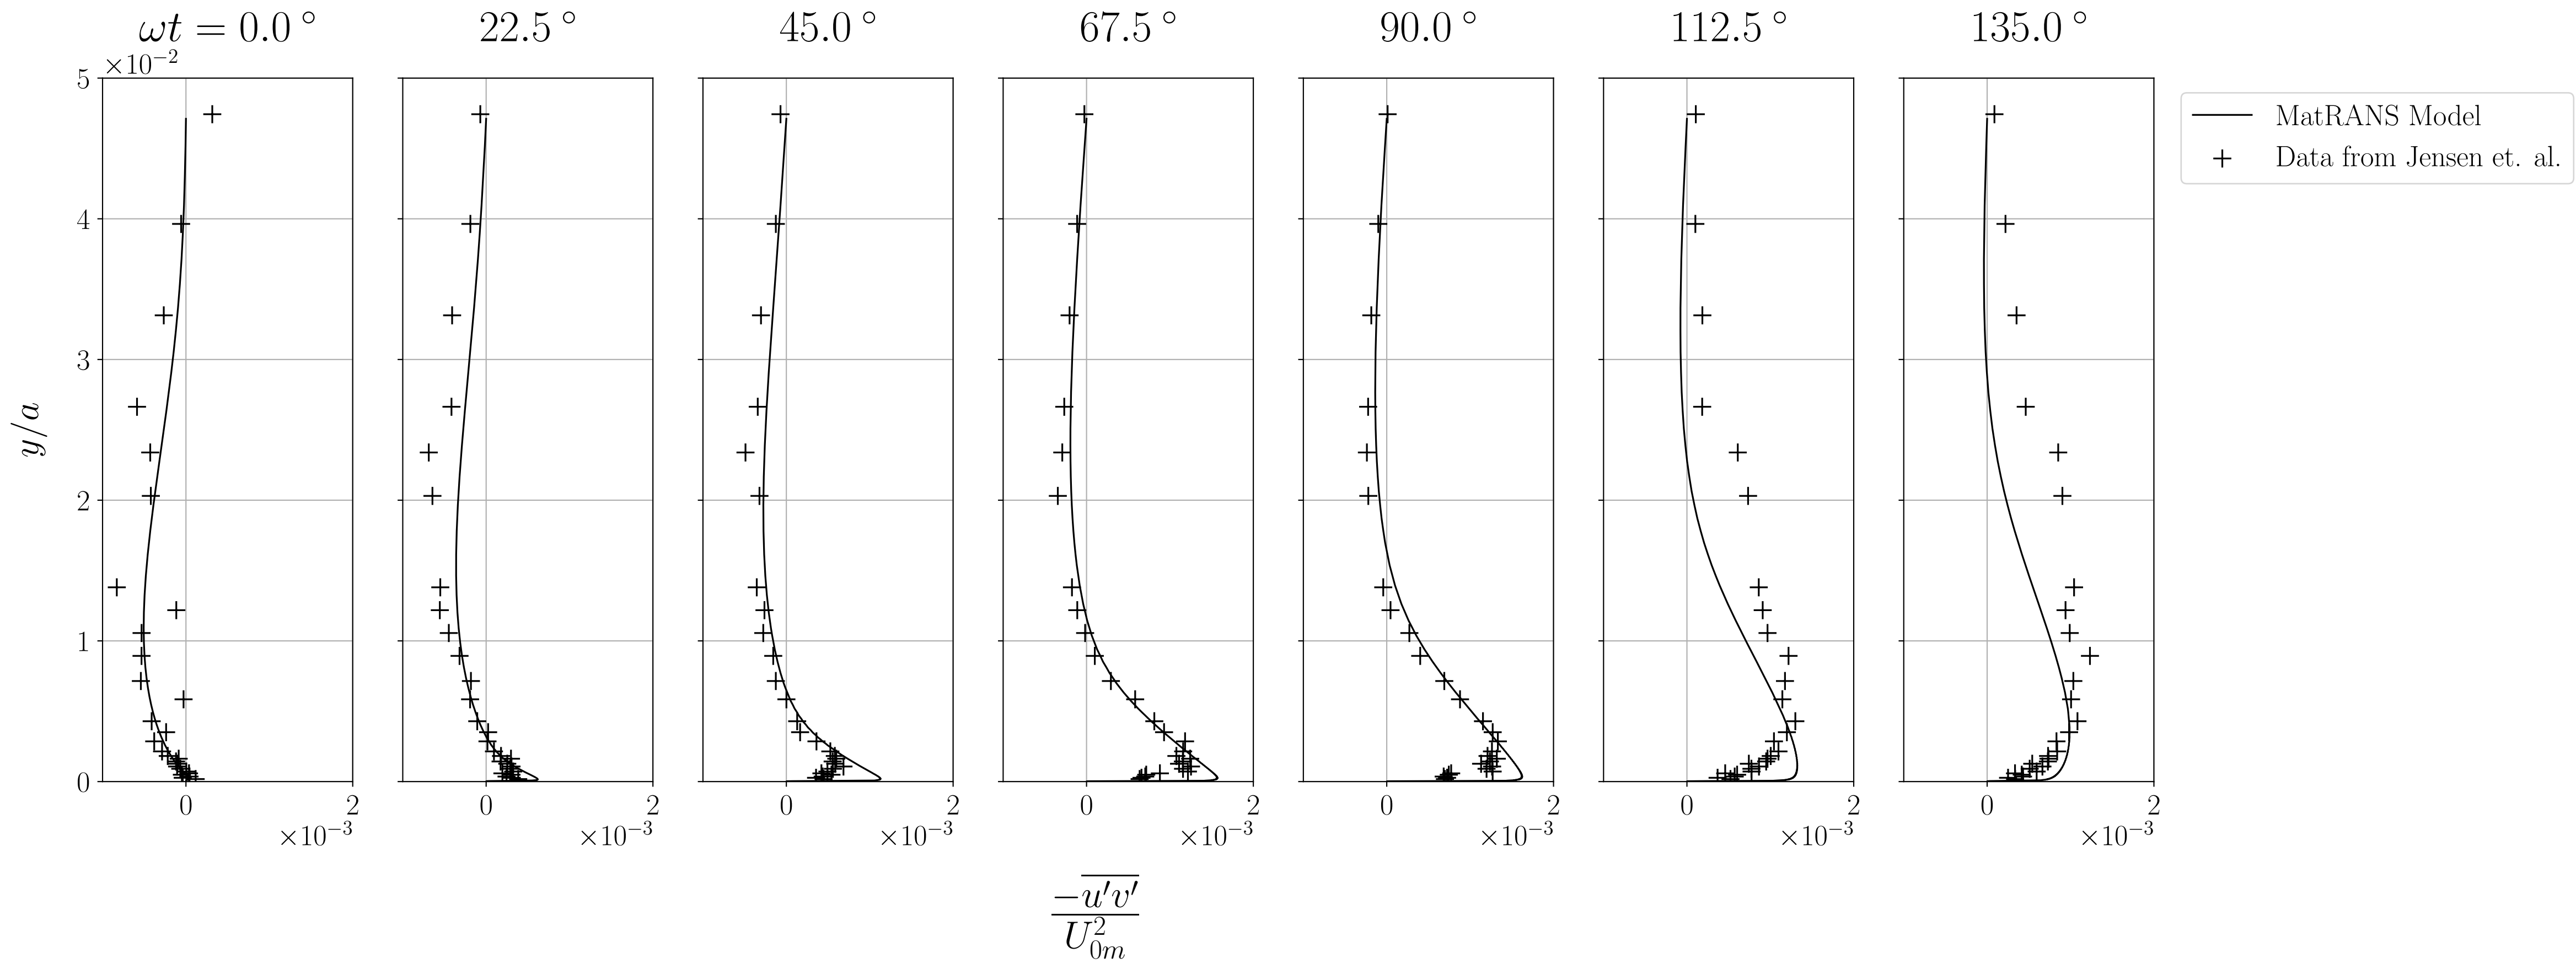 ωt = 0.0° 22.5° 45.0° 67.5° 90.0° 112.5° 135.0°
×10⁻²
5
4
3
2
1
0
y/a
MatRANS Model
Data from Jensen et. al.
0 2 0 2 0 2 0 2 0 2 0 2 0 2
×10⁻³ ×10⁻³ ×10⁻³ ×10⁻³ ×10⁻³ ×10⁻³ ×10⁻³
−u′v′
U²₀ₘ